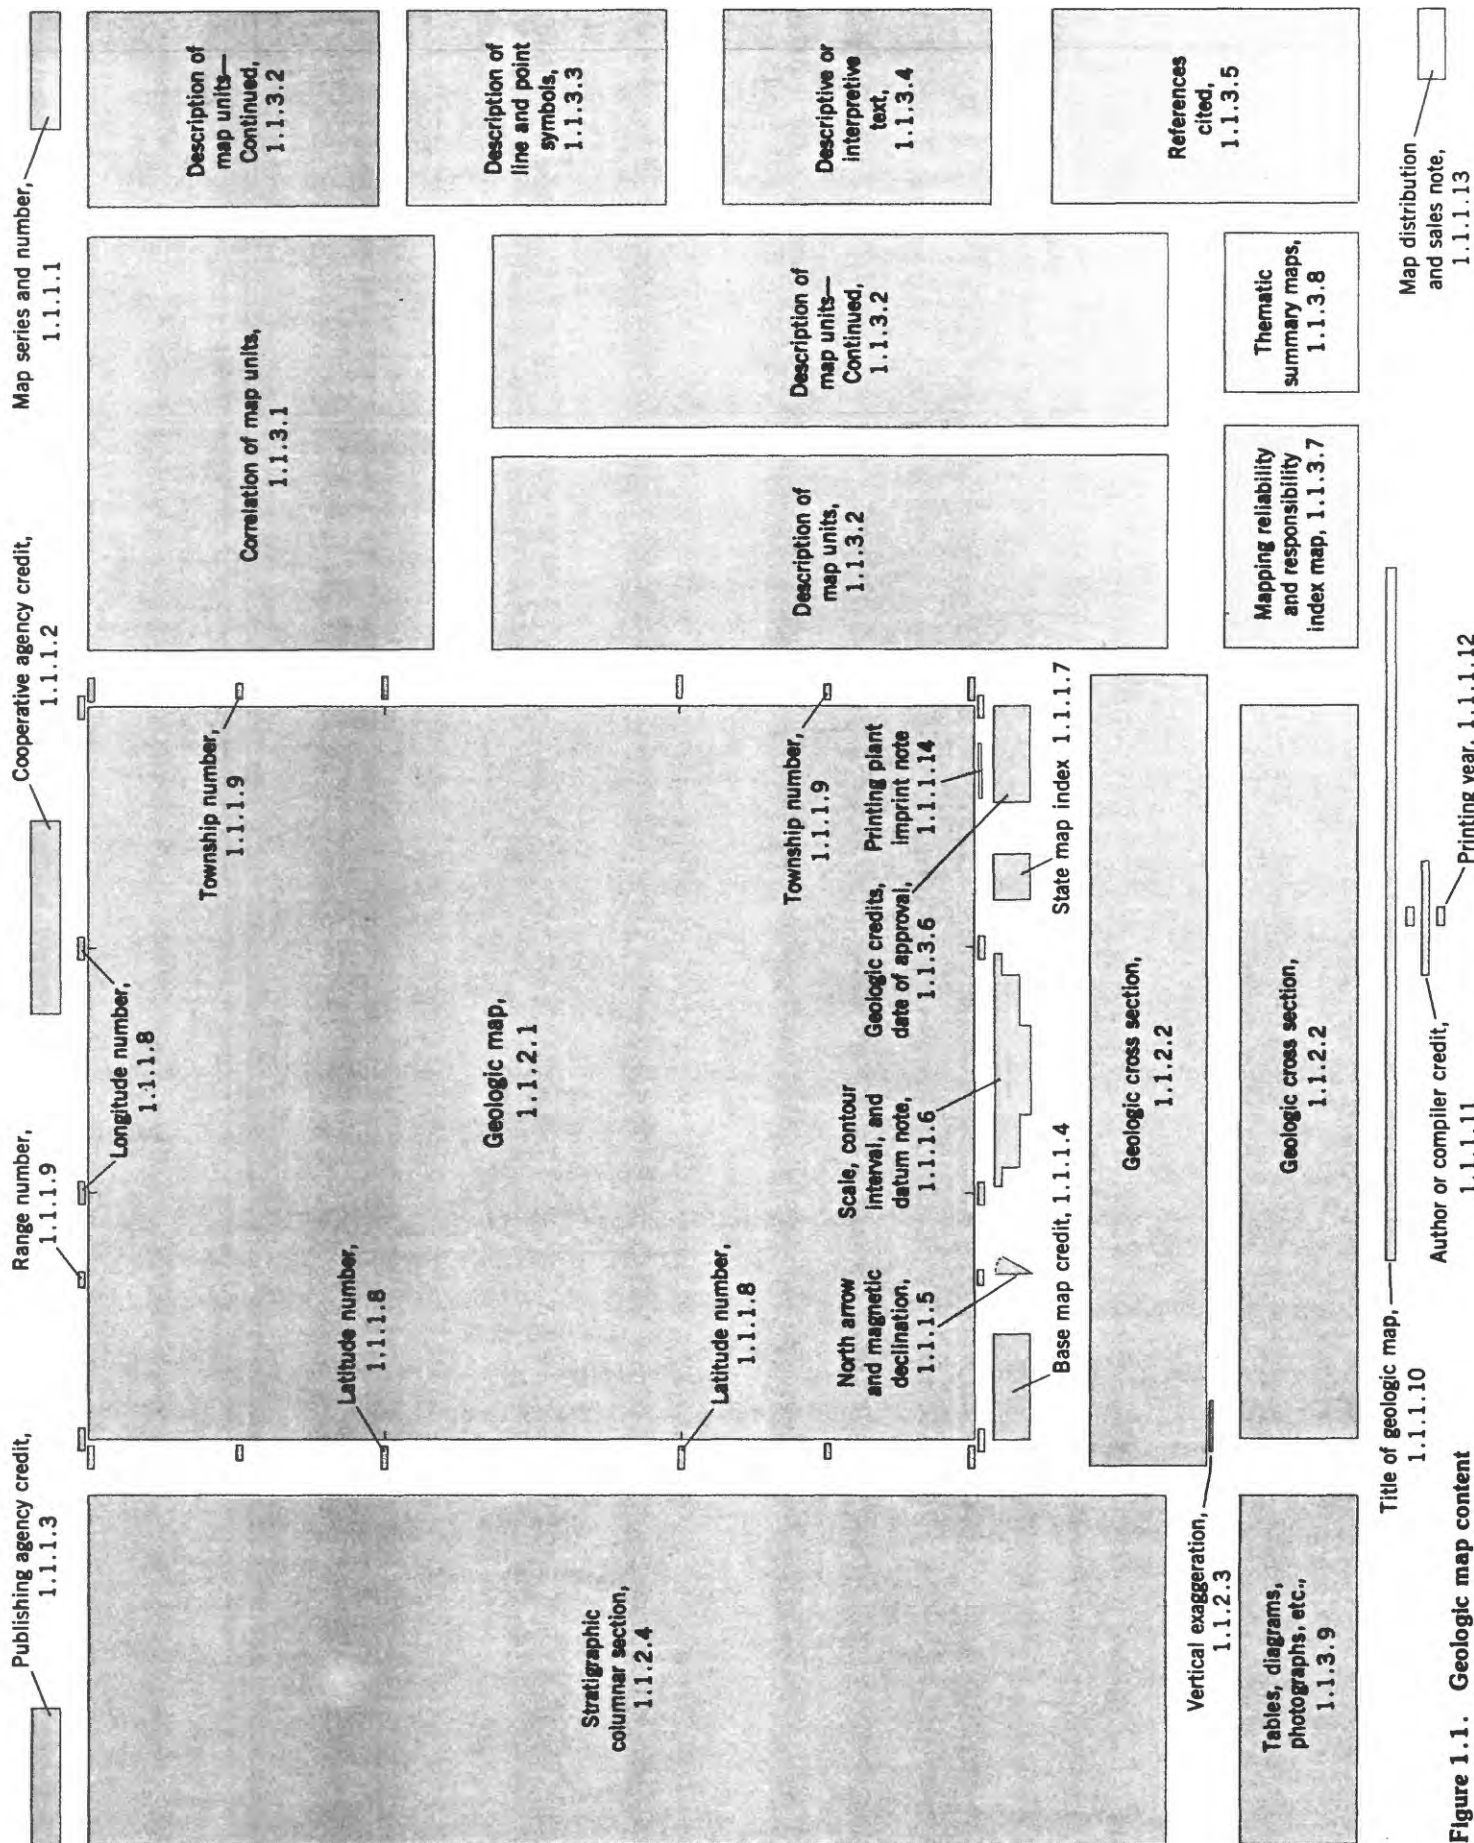 Publishing agency credit,
1.1.1.3
Range number,
1.1.1.9
Cooperative agency credit,
1.1.1.2
Map series and number,
1.1.1.1
Longitude number,
1.1.1.8
Township number,
1.1.1.9
Latitude number,
1.1.1.8
Geologic map,
1.1.2.1
Latitude number,
1.1.1.8
Township number,
1.1.1.9
North arrow
and magnetic
declination,
1.1.1.5
Scale, contour
interval, and
datum note,
1.1.1.6
Geologic credits,
date of approval,
1.1.3.6
Printing plant
imprint note
1.1.1.14
Base map credit, 1.1.1.4
State map index 1.1.1.7
Stratigraphic
columnar section,
1.1.2.4
Correlation of map units,
1.1.3.1
Description of
map units,
1.1.3.2
Description of
map units—
Continued,
1.1.3.2
Description of
map units—
Continued,
1.1.3.2
Description of
line and point
symbols,
1.1.3.3
Descriptive or
interpretive
text,
1.1.3.4
References
cited,
1.1.3.5
Geologic cross section,
1.1.2.2
Vertical exaggeration,
1.1.2.3
Tables, diagrams,
photographs, etc.,
1.1.3.9
Geologic cross section,
1.1.2.2
Mapping reliability
and responsibility
index map, 1.1.3.7
Thematic
summary maps,
1.1.3.8
Title of geologic map,
1.1.1.10
Author or compiler credit,
1.1.1.11
Printing year, 1.1.1.12
Map distribution
and sales note,
1.1.1.13
Figure 1.1. Geologic map content